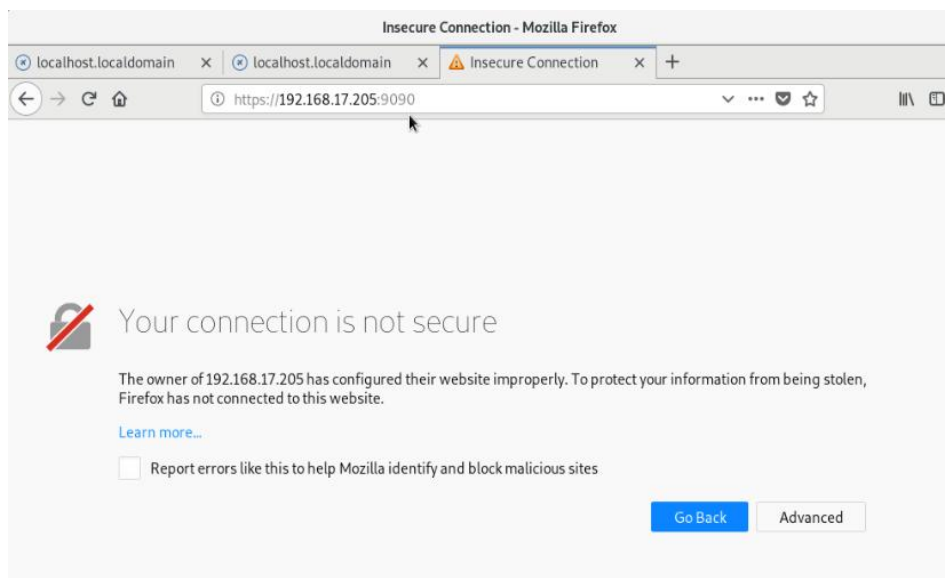 Insecure Connection - Mozilla Firefox
localhost.localdomain localhost.localdomain Insecure Connection
https://192.168.17.205:9090
Your connection is not secure
The owner of 192.168.17.205 has configured their website improperly. To protect your information from being stolen,
Firefox has not connected to this website.
Learn more...
Report errors like this to help Mozilla identify and block malicious sites
Go Back Advanced